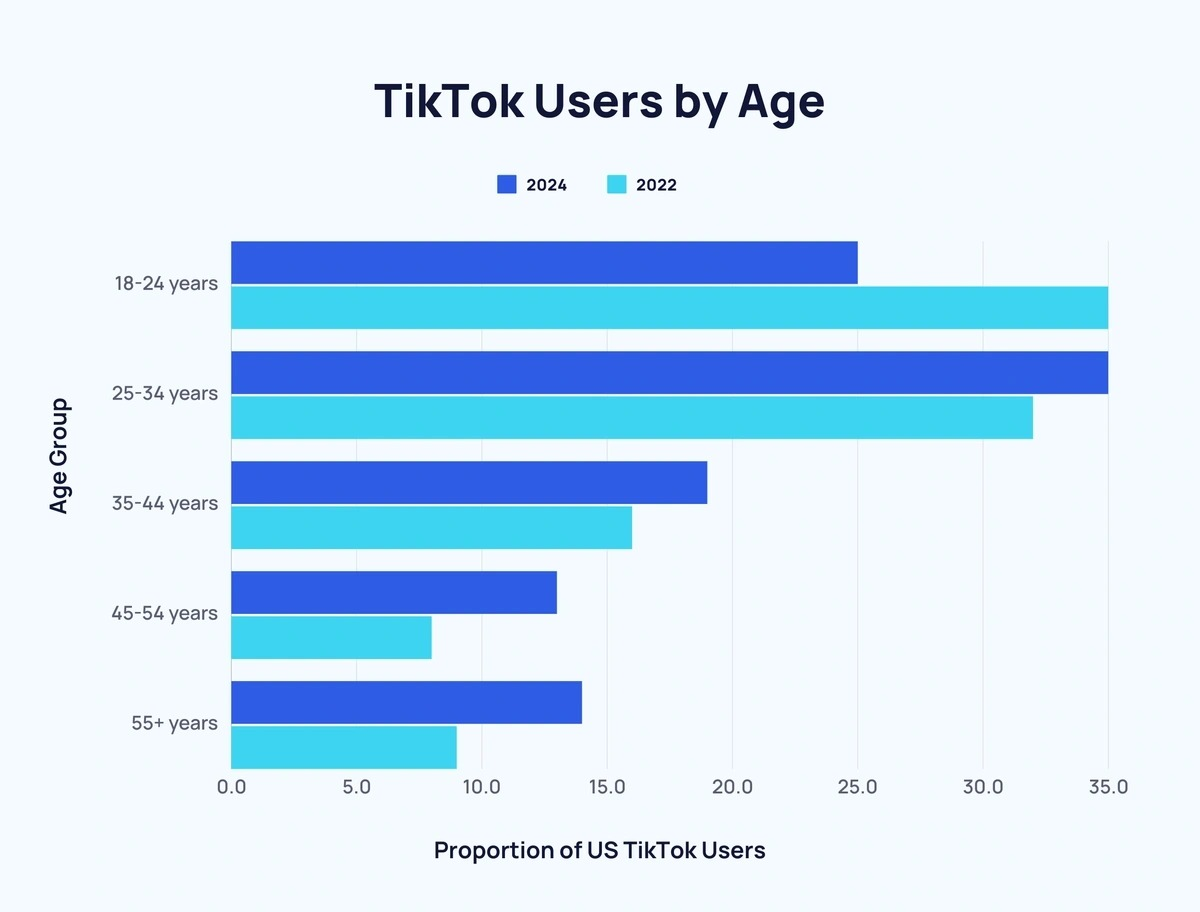 TikTok Users by Age
2024 2022
Age Group
18-24 years
25-34 years
35-44 years
45-54 years
55+ years
0.0 5.0 10.0 15.0 20.0 25.0 30.0 35.0
Proportion of US TikTok Users